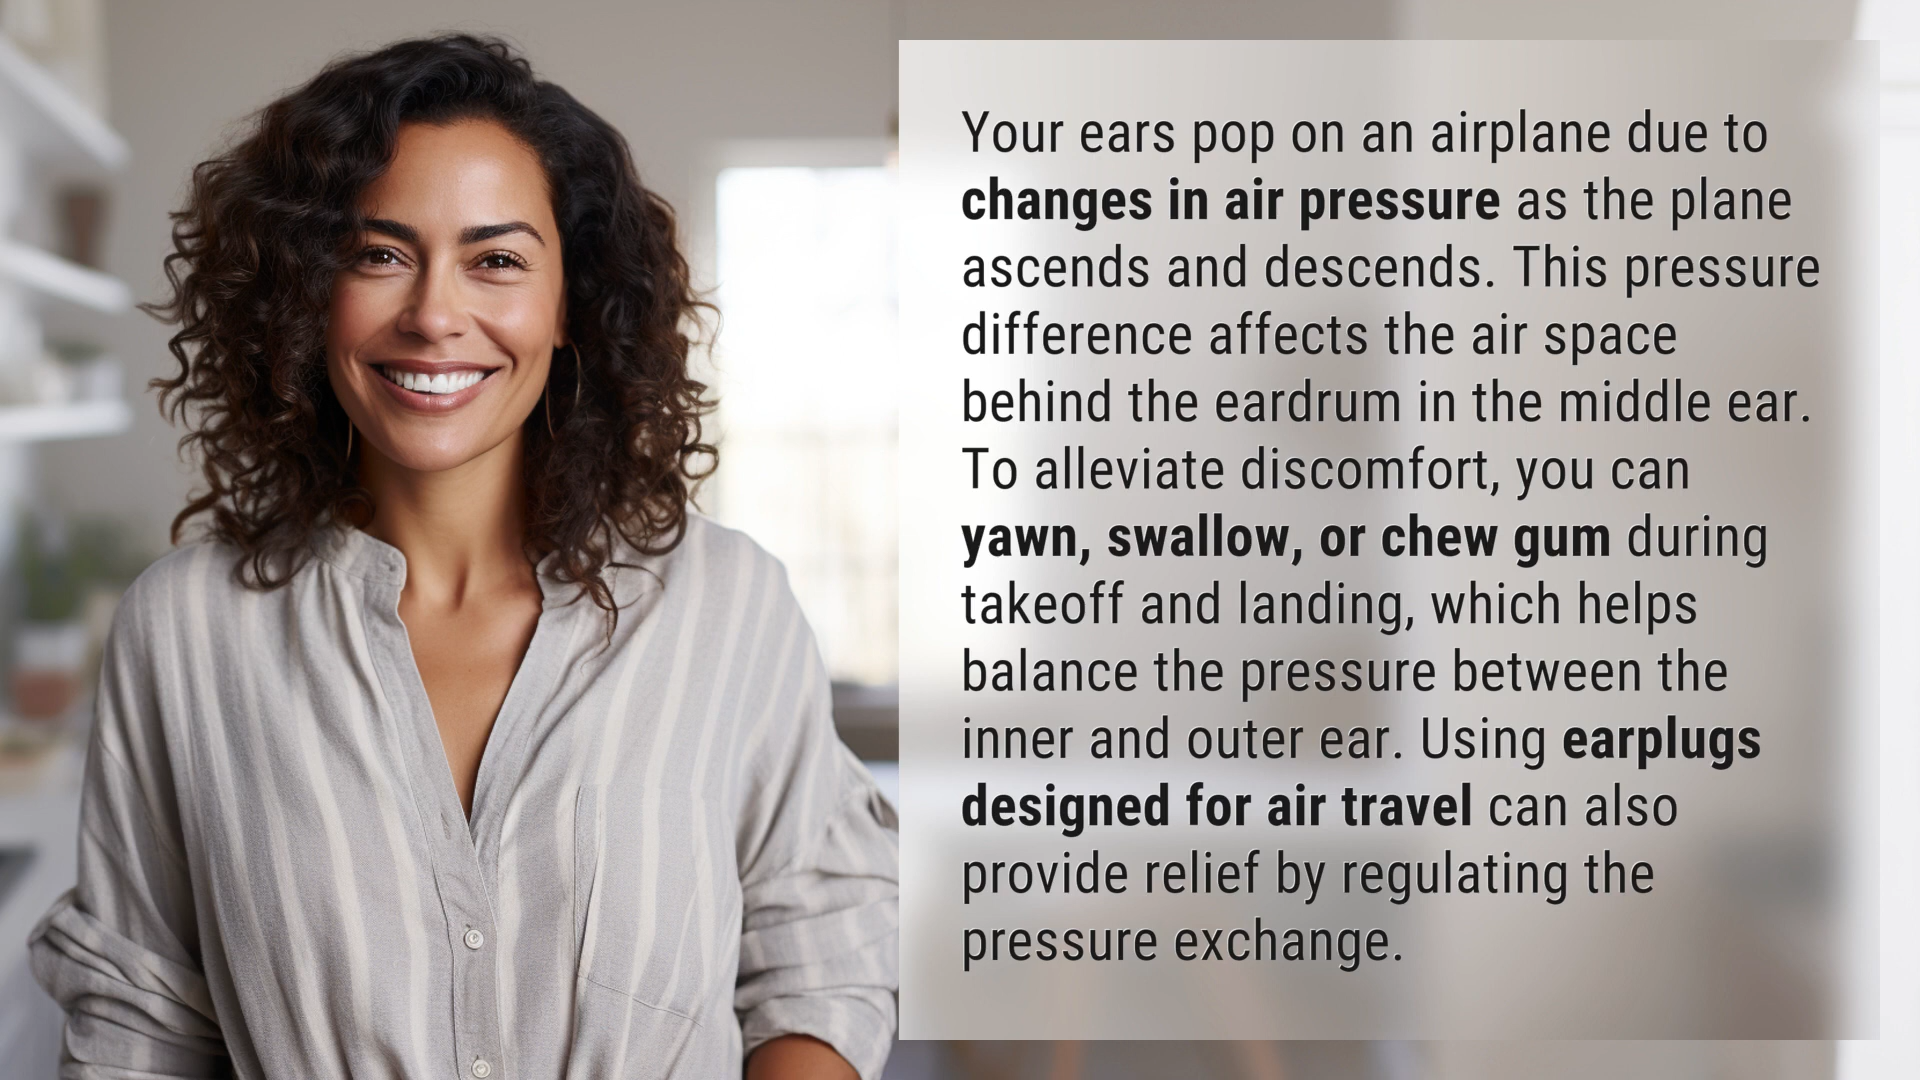 Your ears pop on an airplane due to
changes in air pressure as the plane
ascends and descends. This pressure
difference affects the air space
behind the eardrum in the middle ear.
To alleviate discomfort, you can
yawn, swallow, or chew gum during
takeoff and landing, which helps
balance the pressure between the
inner and outer ear. Using earplugs
designed for air travel can also
provide relief by regulating the
pressure exchange.